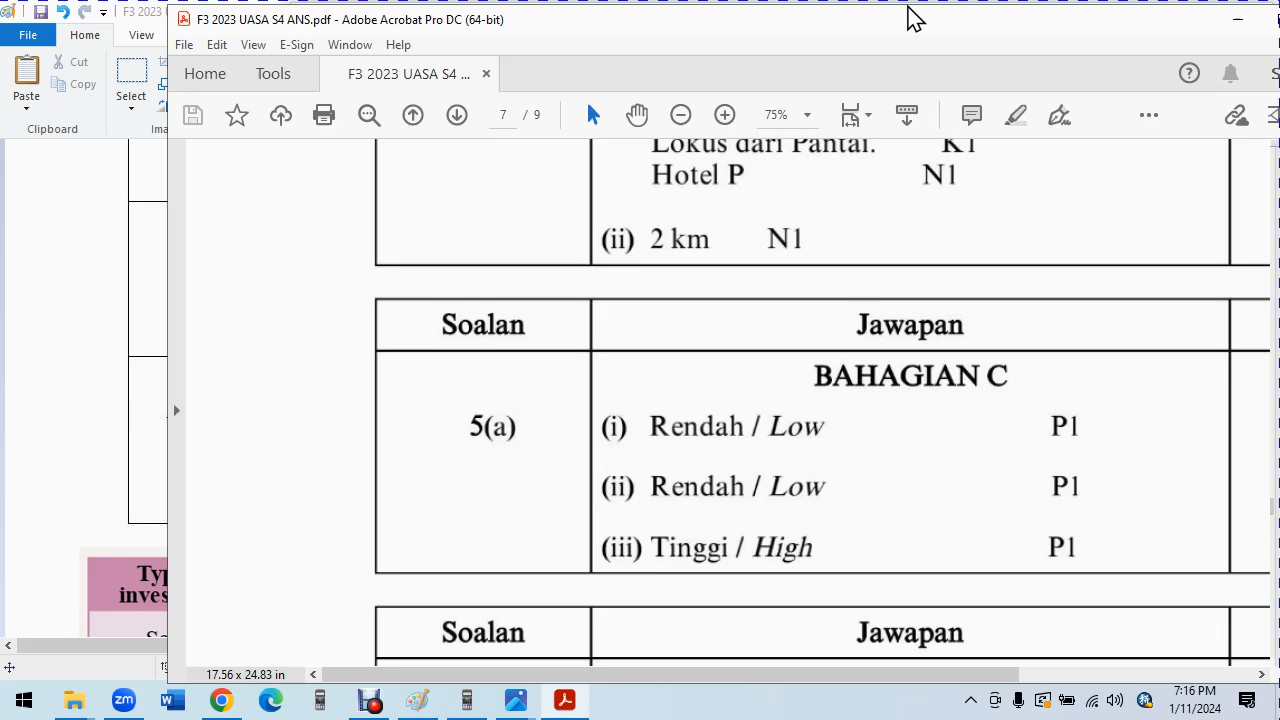 F3 2023 U
F3 2023 UASA S4 ANS.pdf - Adobe Acrobat Pro DC (64-bit)
File
Home
View
File Edit View E-Sign Window Help
Paste
Cut
Copy
Select
Clipboard
Home
Tools
F3 2023 UASA S4 ...
7 / 9
75%
Lokus dari Pantai. K1
Hotel P N1
(ii) 2 km N1
Soalan Jawapan
BAHAGIAN C
5(a) (i) Rendah / Low P1
(ii) Rendah / Low P1
(iii) Tinggi / High P1
Soalan Jawapan
17.56 x 24.83 in
zm
7:16 PM
1/11/2024